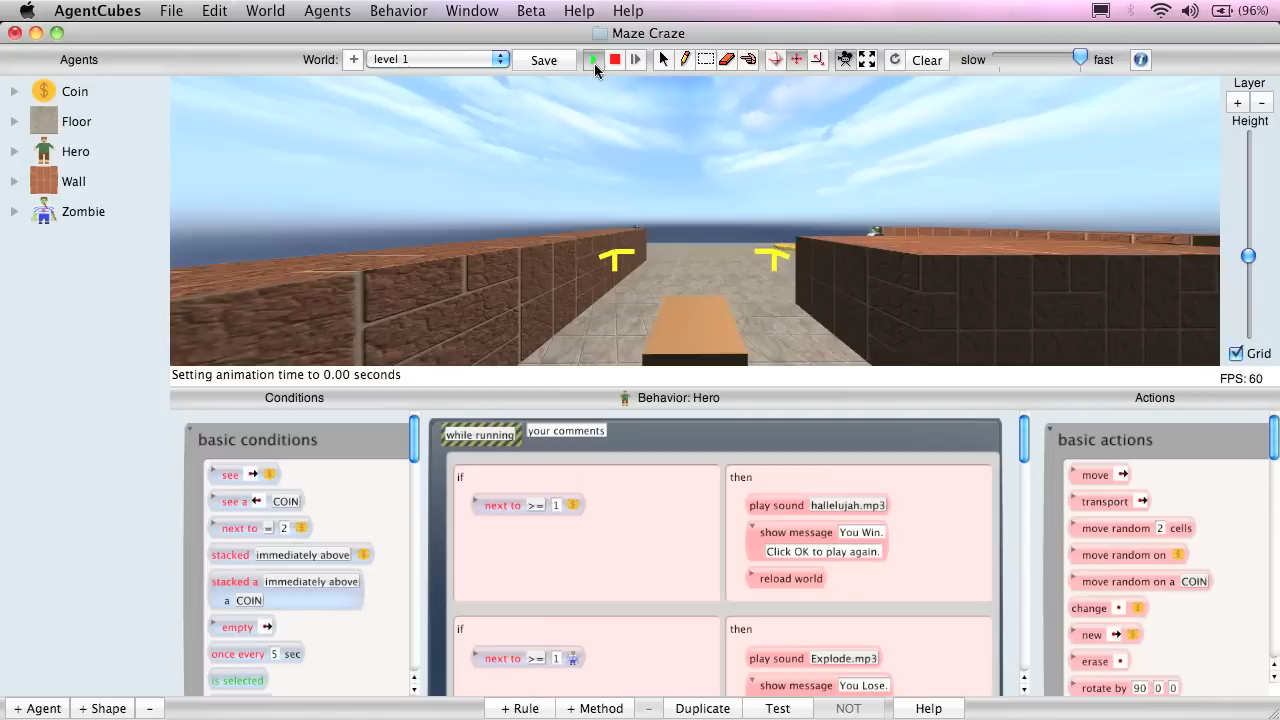 AgentCubes File Edit World Agents Behavior Window Beta Help Help (96%)
Maze Craze
Agents World: + level 1 Save Clear slow fast
Coin
Floor
Hero
Wall
Zombie
Layer
+ -
Height
Grid
Setting animation time to 0.00 seconds
FPS: 60
Conditions Behavior: Hero Actions
basic conditions
see
see a COIN
next to = 2
stacked immediately above
stacked a immediately above
a COIN
empty
once every 5 sec
is selected
while running your comments
if
next to >= 1
then
play sound hallelujah.mp3
show message You Win.
Click OK to play again.
reload world
if
next to >= 1
then
play sound Explode.mp3
show message You Lose.
basic actions
move
transport
move random 2 cells
move random on
move random on a COIN
change
new
erase
rotate by 90 0 0
+ Agent + Shape - + Rule + Method - Duplicate Test NOT Help